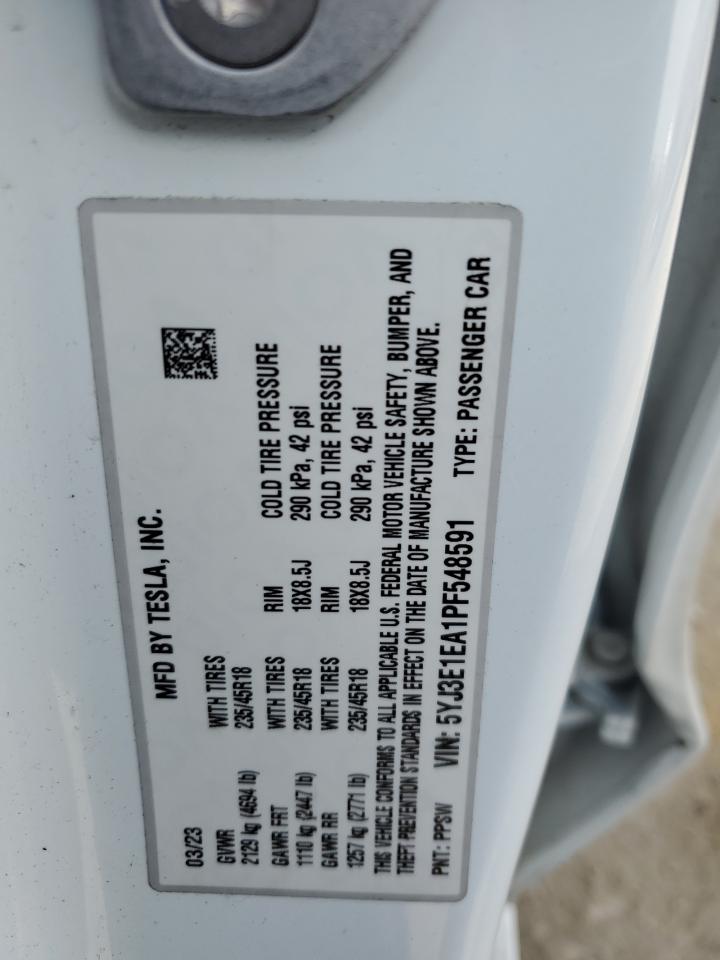 MFD BY TESLA, INC.
03/23
GVWR WITH TIRES
2129 kg (4694 lb) 235/45R18
GAWR FRT WITH TIRES RIM COLD TIRE PRESSURE
1110 kg (2447 lb) 235/45R18 18X8.5J 290 kPa, 42 psi
GAWR RR WITH TIRES RIM COLD TIRE PRESSURE
1257 kg (2771 lb) 235/45R18 18X8.5J 290 kPa, 42 psi
THIS VEHICLE CONFORMS TO ALL APPLICABLE U.S. FEDERAL MOTOR VEHICLE SAFETY, BUMPER, AND
THEFT PREVENTION STANDARDS IN EFFECT ON THE DATE OF MANUFACTURE SHOWN ABOVE.
PNT: PPSW VIN: 5YJ3E1EA1PF548591 TYPE: PASSENGER CAR